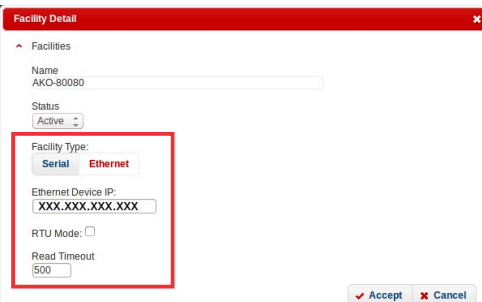 Facility Detail
Facilities
Name
AKO-80080
Status
Active
Facility Type:
Serial Ethernet
Ethernet Device IP:
XXX.XXX.XXX.XXX
RTU Mode:
Read Timeout
500
Accept Cancel